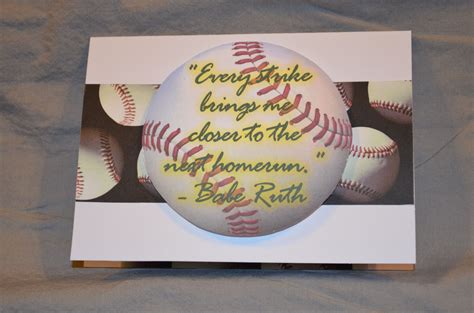 "Every strike
brings me
closer to the
next homerun."
- Babe Ruth